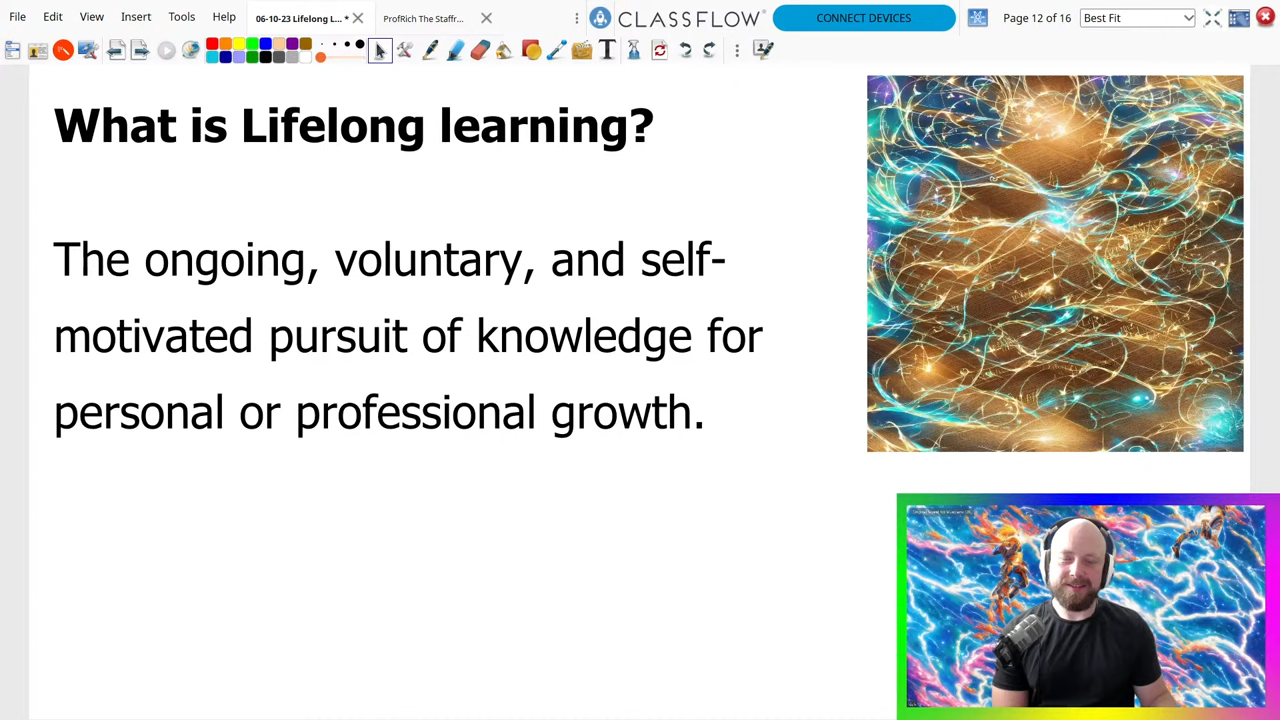 File Edit View Insert Tools Help 06-10-23 Lifelong L... * ProfRich The Staffr... CLASSFLOW CONNECT DEVICES Page 12 of 16 Best Fit
What is Lifelong learning?
The ongoing, voluntary, and self-
motivated pursuit of knowledge for
personal or professional growth.